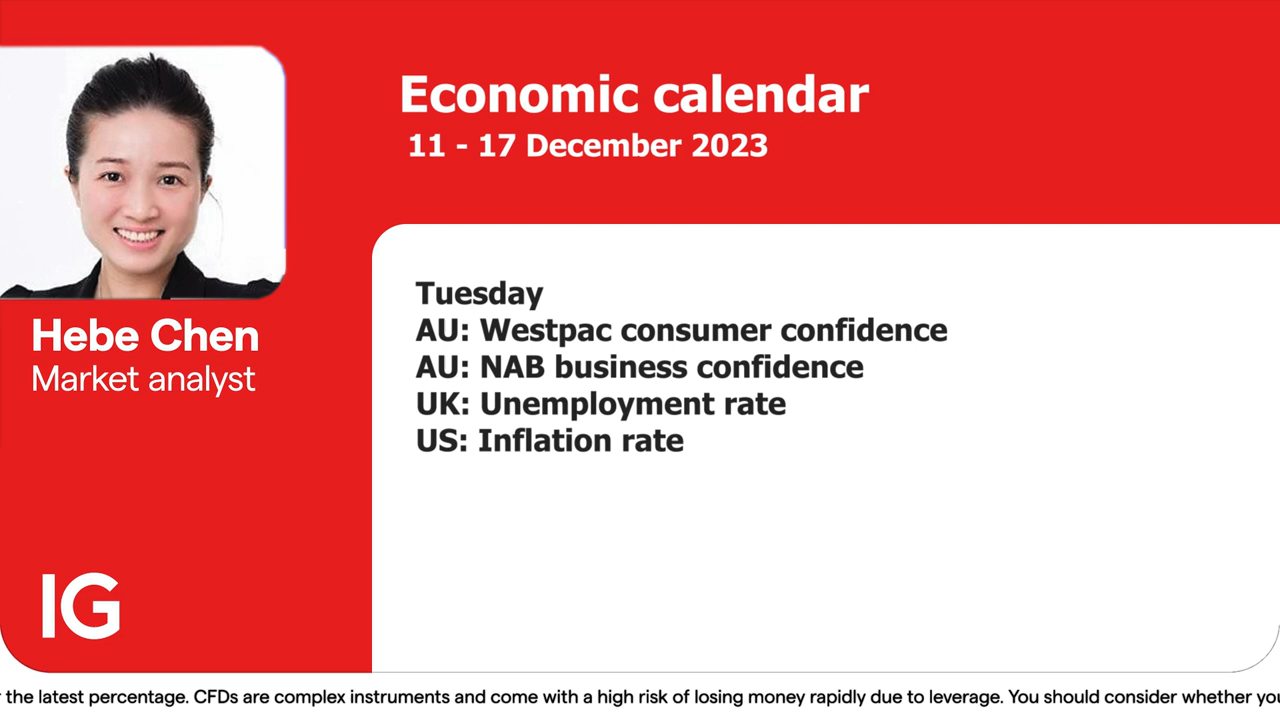 Economic calendar
11 - 17 December 2023
Hebe Chen
Market analyst
Tuesday
AU: Westpac consumer confidence
AU: NAB business confidence
UK: Unemployment rate
US: Inflation rate
IG
the latest percentage. CFDs are complex instruments and come with a high risk of losing money rapidly due to leverage. You should consider whether